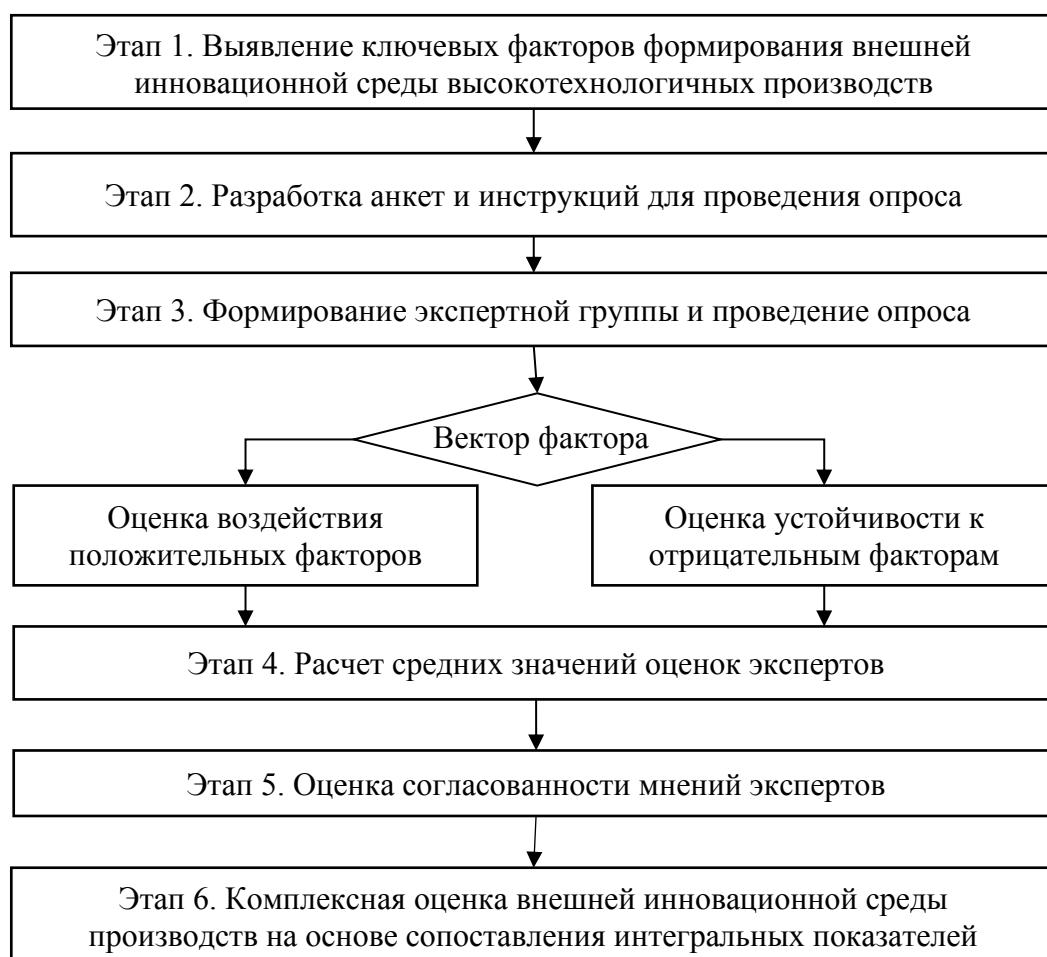 Этап 1. Выявление ключевых факторов формирования внешней
инновационной среды высокотехнологичных производств
Этап 2. Разработка анкет и инструкций для проведения опроса
Этап 3. Формирование экспертной группы и проведение опроса
Вектор фактора
Оценка воздействия
положительных факторов
Оценка устойчивости к
отрицательным факторам
Этап 4. Расчет средних значений оценок экспертов
Этап 5. Оценка согласованности мнений экспертов
Этап 6. Комплексная оценка внешней инновационной среды
производств на основе сопоставления интегральных показателей